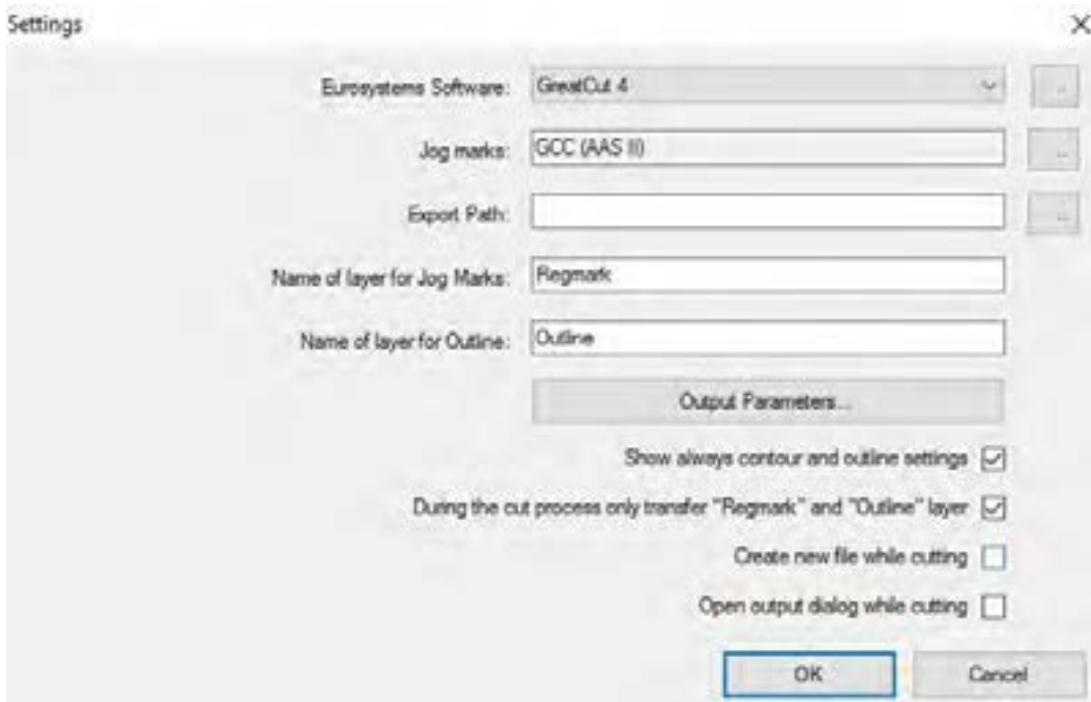 Settings
Eurosystems Software: GreatCut 4
Jog marks: GCC (AAS II)
Export Path:
Name of layer for Jog Marks: Regmark
Name of layer for Outline: Outline
Output Parameters...
Show always contour and outline settings
During the cut process only transfer "Regmark" and "Outline" layer
Create new file while cutting
Open output dialog while cutting
OK Cancel